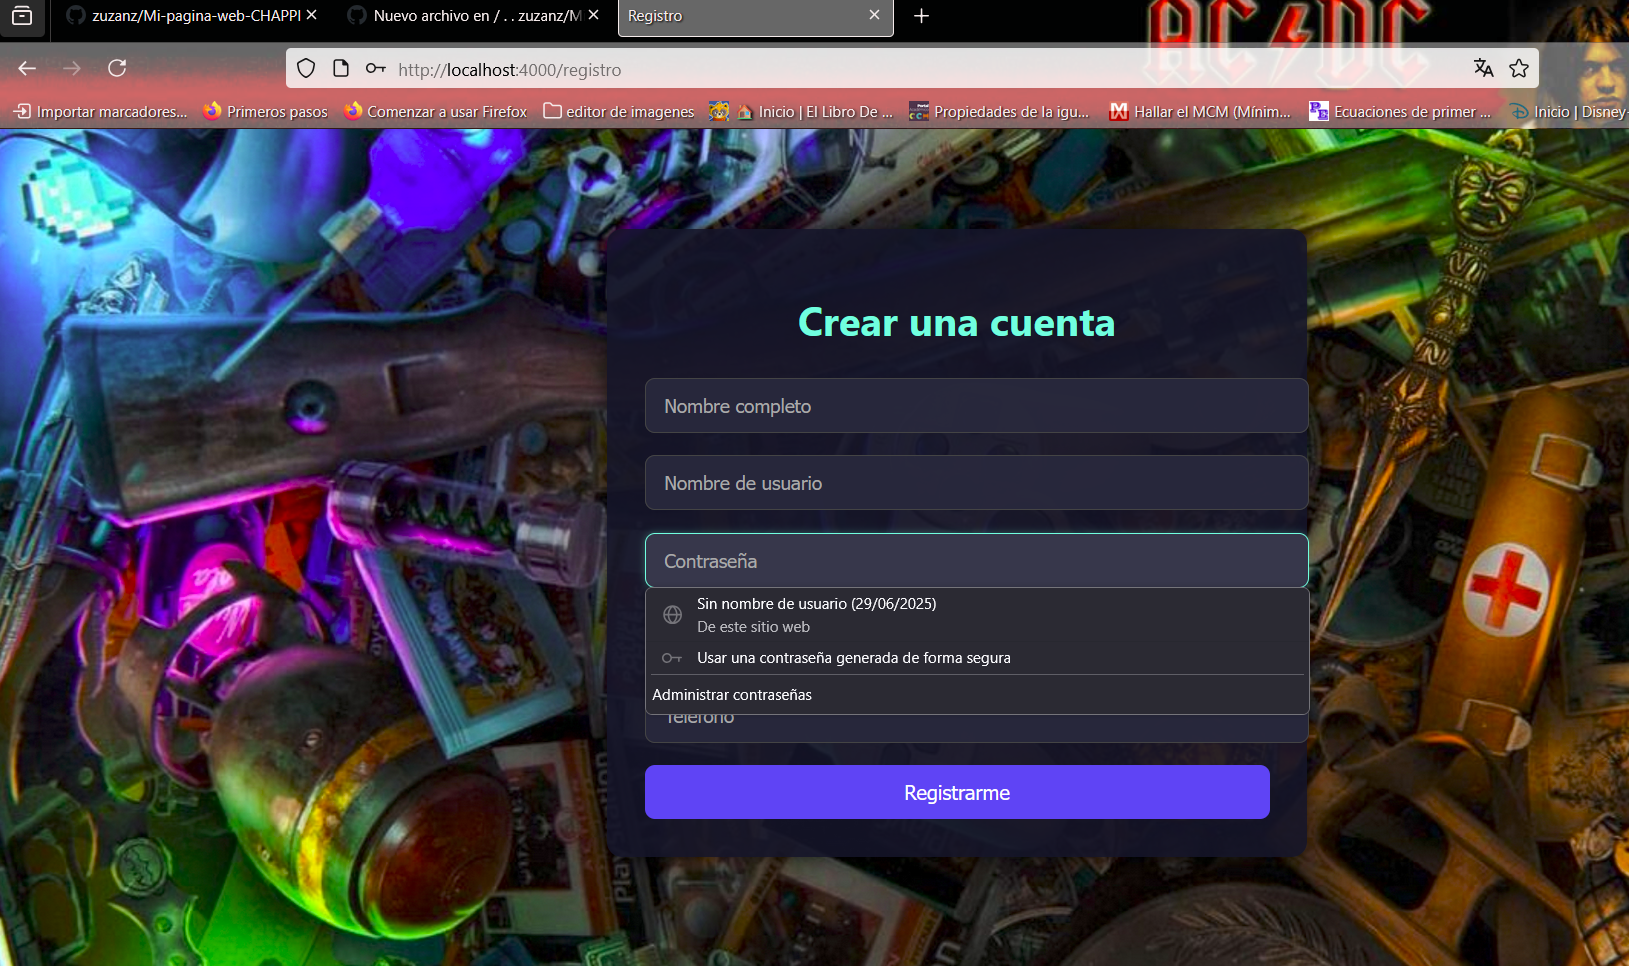 zuzanz/Mi-pagina-web-CHAPPI
Nuevo archivo en / . . zuzanz/M
Registro
AC DC
http://localhost:4000/registro
Importar marcadores...
Primeros pasos
Comenzar a usar Firefox
editor de imagenes
Inicio | El Libro De ...
Propiedades de la igu...
Hallar el MCM (Mínim...
Ecuaciones de primer ...
Inicio | Disney-
Crear una cuenta
Nombre completo
Nombre de usuario
Contraseña
Sin nombre de usuario (29/06/2025)
De este sitio web
Usar una contraseña generada de forma segura
Administrar contraseñas
Teléfono
Registrarme